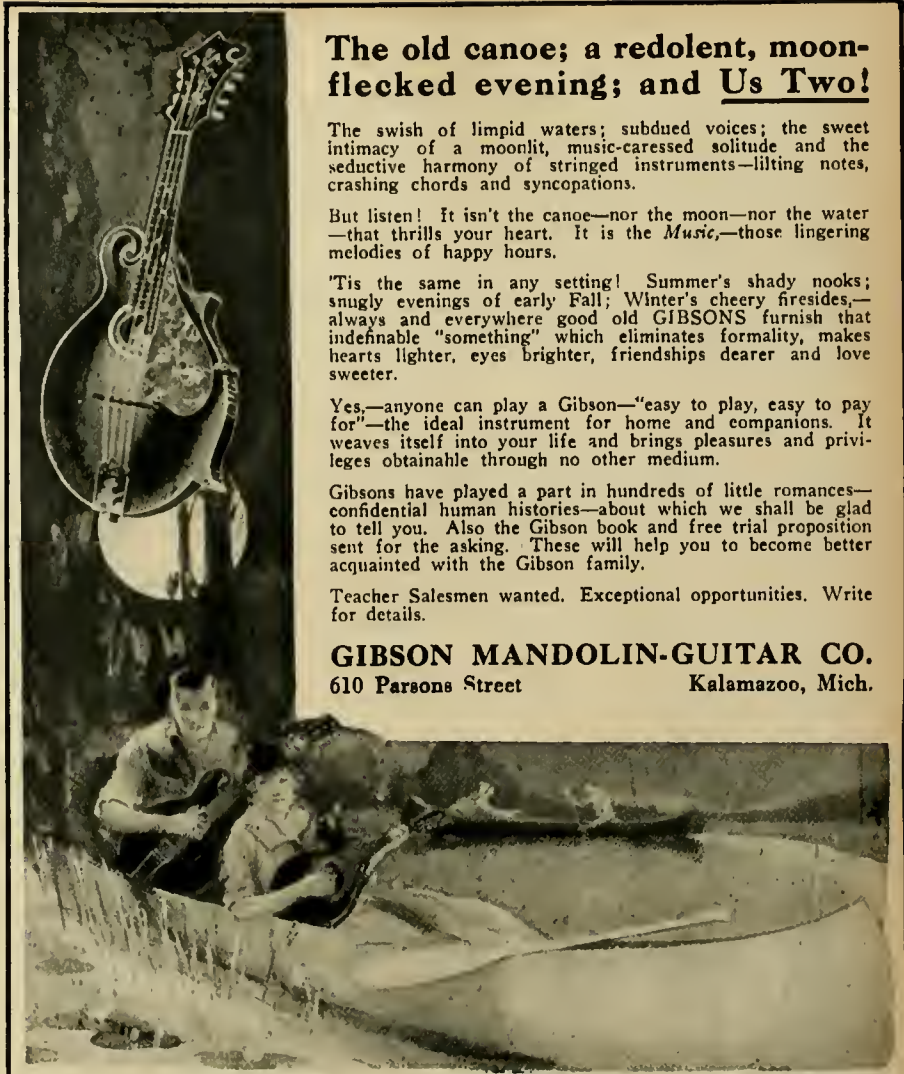 The old canoe; a redolent, moon-
flecked evening; and Us Two!
The swish of limpid waters; subdued voices; the sweet
intimacy of a moonlit, music-caressed solitude and the
seductive harmony of stringed instruments—lilting notes,
crashing chords and syncopations.
But listen! It isn't the canoe—nor the moon—nor the water
—that thrills your heart. It is the Music,—those lingering
melodies of happy hours.
'Tis the same in any setting! Summer's shady nooks;
snugly evenings of early Fall; Winter's cheery firesides,—
always and everywhere good old GIBSONS furnish that
indefinable "something" which eliminates formality, makes
hearts lighter, eyes brighter, friendships dearer and love
sweeter.
Yes,—anyone can play a Gibson—"easy to play, easy to pay
for"—the ideal instrument for home and companions. It
weaves itself into your life and brings pleasures and privi-
leges obtainahle through no other medium.
Gibsons have played a part in hundreds of little romances—
confidential human histories—about which we shall be glad
to tell you. Also the Gibson book and free trial proposition
sent for the asking. These will help you to become better
acquainted with the Gibson family.
Teacher Salesmen wanted. Exceptional opportunities. Write
for details.
GIBSON MANDOLIN-GUITAR CO.
610 Parsons Street Kalamazoo, Mich.